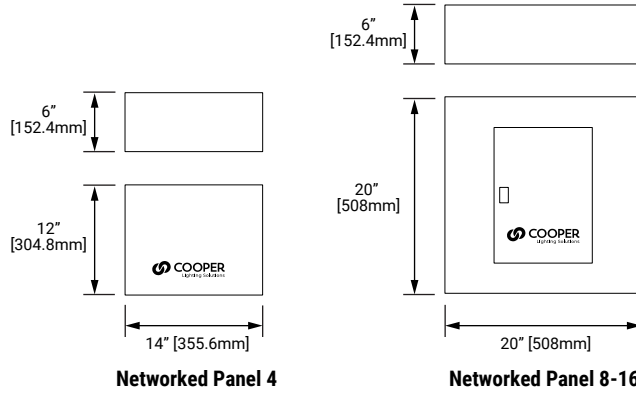 6”
[152.4mm]
12”
[304.8mm]
COOPER
Lighting Solutions
14” [355.6mm]
Networked Panel 4
6”
[152.4mm]
20”
[508mm]
COOPER
Lighting Solutions
20” [508mm]
Networked Panel 8-16